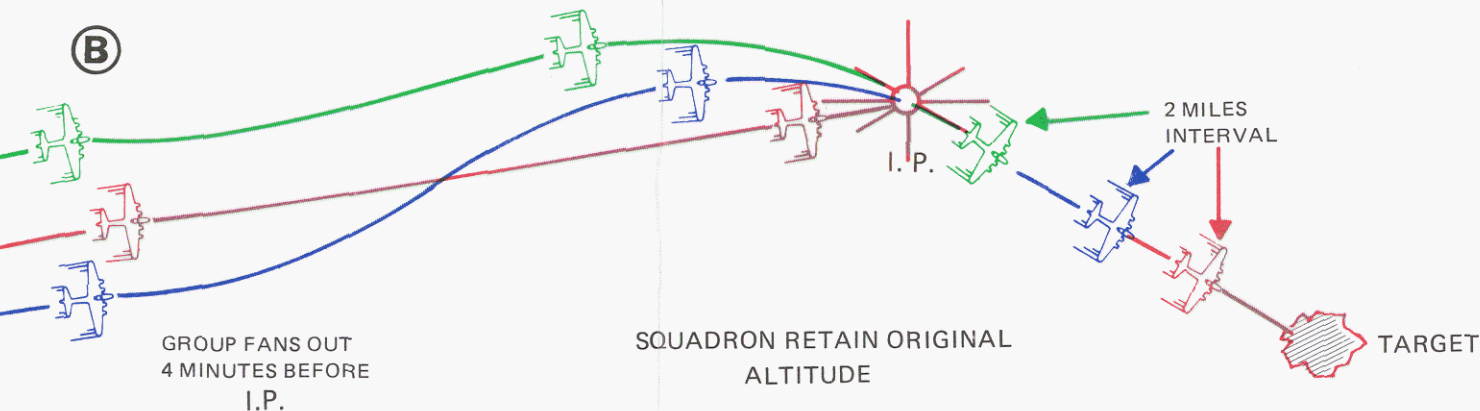 B
2 MILES
INTERVAL
I. P.
GROUP FANS OUT
4 MINUTES BEFORE
I.P.
SQUADRON RETAIN ORIGINAL
ALTITUDE
TARGET